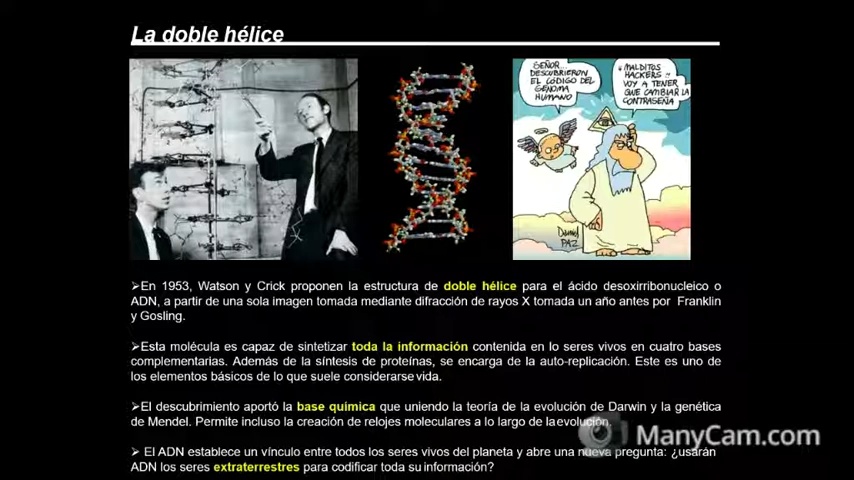 La doble hélice
SEÑOR...
DESCUBRIERON
EL CÓDIGO DEL
GENOMA
HUMANO
¡MALDITOS
HACKERS!
VOY A TENER
QUE CAMBIAR LA
CONTRASEÑA
DANIEL
PAZ
➢En 1953, Watson y Crick proponen la estructura de doble hélice para el ácido desoxirribonucleico o
ADN, a partir de una sola imagen tomada mediante difracción de rayos X tomada un año antes por Franklin
y Gosling.
➢Esta molécula es capaz de sintetizar toda la información contenida en lo seres vivos en cuatro bases
complementarias. Además de la síntesis de proteínas, se encarga de la auto-replicación. Este es uno de
los elementos básicos de lo que suele considerarse vida.
➢El descubrimiento aportó la base química que uniendo la teoría de la evolución de Darwin y la genética
de Mendel. Permite incluso la creación de relojes moleculares a lo largo de la evolución.
➢ El ADN establece un vínculo entre todos los seres vivos del planeta y abre una nueva pregunta: ¿usarán
ADN los seres extraterrestres para codificar toda su información?
ManyCam.com